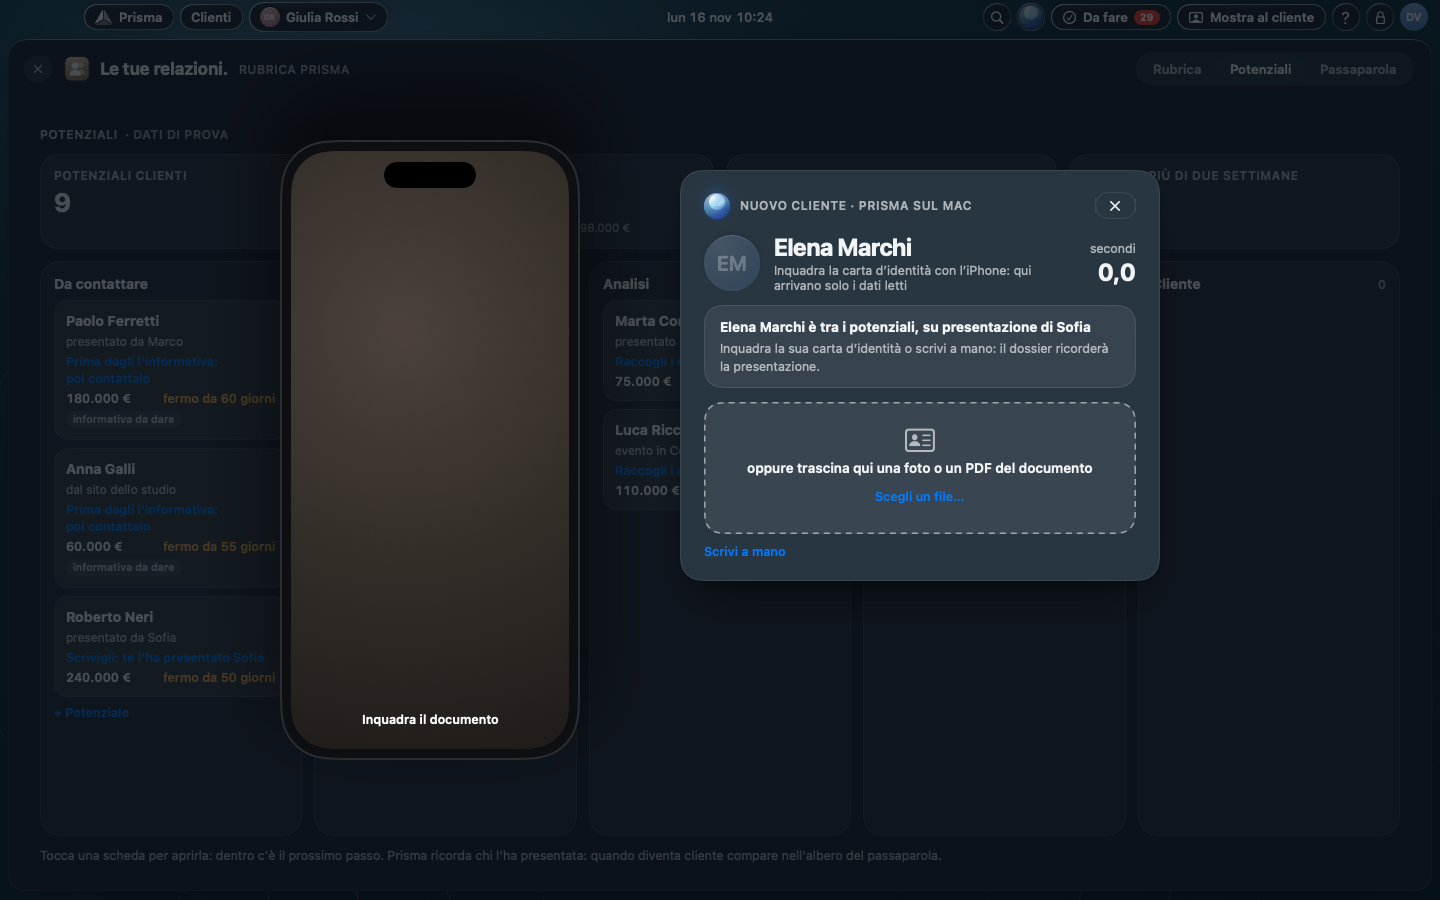 Prisma
Clienti
GR Giulia Rossi
lun 16 nov 10:24
Da fare 29
Mostra al cliente
?
DV
Le tue relazioni. RUBRICA PRISMA
Rubrica
Potenziali
Passaparola
POTENZIALI · DATI DI PROVA
POTENZIALI CLIENTI
9
98.000 €
PIÙ DI DUE SETTIMANE
Da contattare
Paolo Ferretti
presentato da Marco
Prima dagli l'informativa:
poi contattalo
180.000 € fermo da 60 giorni
informativa da dare
Anna Galli
dal sito dello studio
Prima dagli l'informativa:
poi contattalo
60.000 € fermo da 55 giorni
informativa da dare
Roberto Neri
presentato da Sofia
Scrivigli: te l'ha presentato Sofia
240.000 € fermo da 50 giorni
+ Potenziale
Inquadra il documento
Analisi
Marta Co
presentato
Raccogli i
75.000 €
Luca Ricc
evento in C
Raccogli i
110.000 €
Cliente 0
NUOVO CLIENTE · PRISMA SUL MAC
EM
Elena Marchi
Inquadra la carta d’identità con l’iPhone: qui
arrivano solo i dati letti
secondi
0,0
Elena Marchi è tra i potenziali, su presentazione di Sofia
Inquadra la sua carta d’identità o scrivi a mano: il dossier ricorderà
la presentazione.
oppure trascina qui una foto o un PDF del documento
Scegli un file...
Scrivi a mano
Tocca una scheda per aprirla: dentro c'è il prossimo passo. Prisma ricorda chi l'ha presentata: quando diventa cliente compare nell'albero del passaparola.